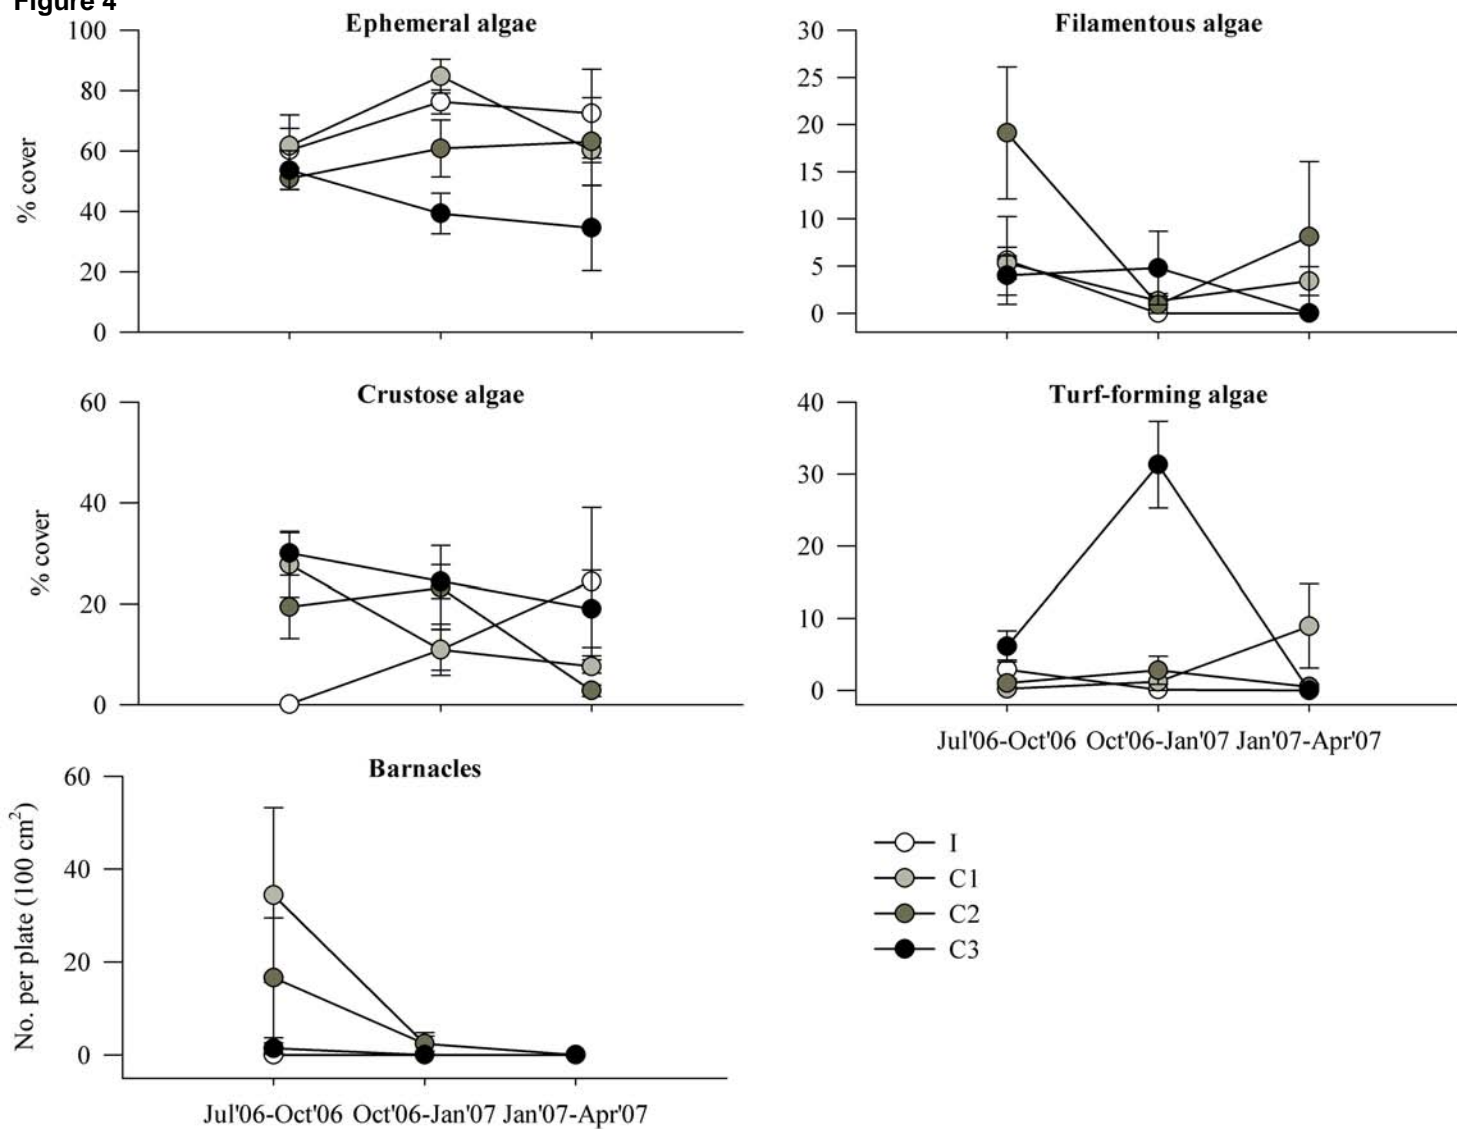 Figure 4
Ephemeral algae
100
80
60
40
20
0
% cover
Filamentous algae
30
25
20
15
10
5
0
Crustose algae
60
40
20
0
% cover
Turf-forming algae
40
30
20
10
0
Jul'06-Oct'06 Oct'06-Jan'07 Jan'07-Apr'07
Barnacles
60
40
20
0
No. per plate (100 cm²)
Jul'06-Oct'06 Oct'06-Jan'07 Jan'07-Apr'07
I
C1
C2
C3